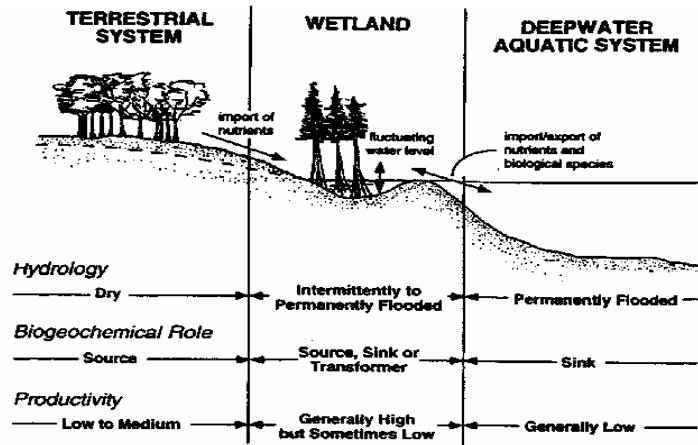 TERRESTRIAL
SYSTEM
WETLAND
DEEPWATER
AQUATIC SYSTEM
import of
nutrients
fluctuating
water level
import/export of
nutrients and
biological species
Hydrology
Dry
Intermittently to
Permanently Flooded
Permanently Flooded
Biogeochemical Role
Source
Source, Sink or
Transformer
Sink
Productivity
Low to Medium
Generally High
but Sometimes Low
Generally Low